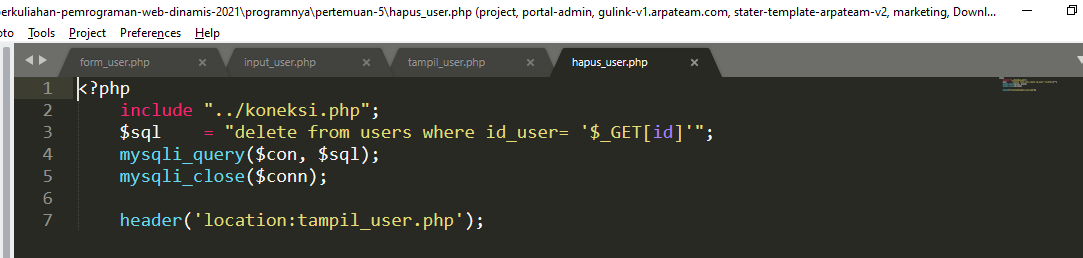 erkuliahan-pemrograman-web-dinamis-2021\programnya\pertemuan-5\hapus_user.php (project, portal-admin, gulink-v1.arpateam.com, stater-template-arpateam-v2, marketing, Downl...
oto Tools Project Preferences Help
form_user.php × input_user.php × tampil_user.php × hapus_user.php ×
1 <?php
2 include "../koneksi.php";
3 $sql = "delete from users where id_user= '$_GET[id]'";
4 mysqli_query($con, $sql);
5 mysqli_close($conn);
6
7 header('location:tampil_user.php');